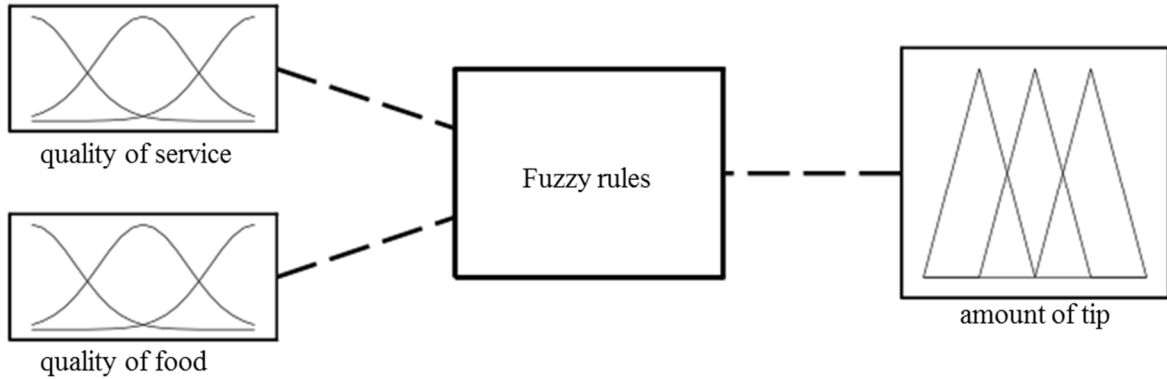 quality of service
quality of food
Fuzzy rules
amount of tip